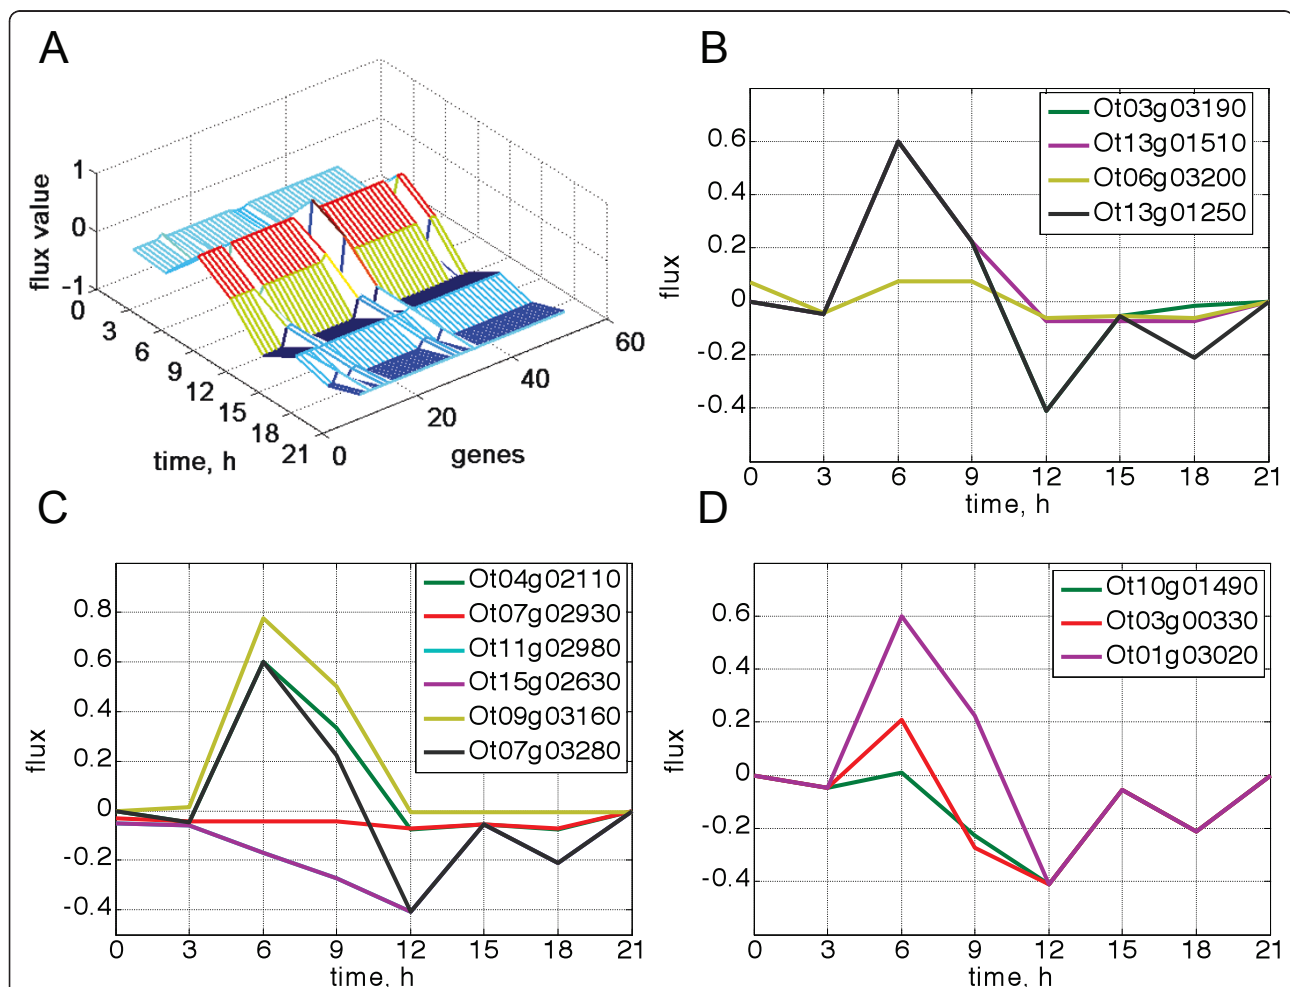 A
1
0
-1
flux value
0
3
6
9
12
15
18
21
time, h
0
20
40
60
genes
B
Ot03g03190
Ot13g01510
Ot06g03200
Ot13g01250
0.6
0.4
0.2
0
-0.2
-0.4
flux
0 3 6 9 12 15 18 21
time, h
C
Ot04g02110
Ot07g02930
Ot11g02980
Ot15g02630
Ot09g03160
Ot07g03280
0.8
0.6
0.4
0.2
0
-0.2
-0.4
flux
0 3 6 9 12 15 18 21
time, h
D
Ot10g01490
Ot03g00330
Ot01g03020
0.6
0.4
0.2
0
-0.2
-0.4
flux
0 3 6 9 12 15 18 21
time, h